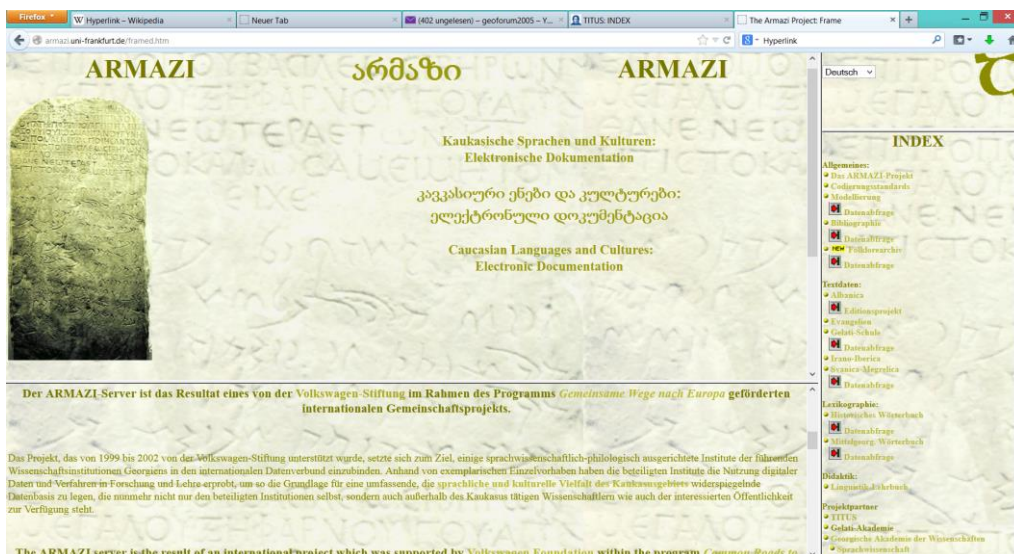 Firefox
Hyperlink – Wikipedia
Neuer Tab
(402 ungelesen) – geoforum2005 – Y...
TITUS: INDEX
The Armazi Project: Frame
armazi.uni-frankfurt.de/framed.htm
Hyperlink
ARMAZI არმაზი ARMAZI
Kaukasische Sprachen und Kulturen:
Elektronische Dokumentation
კავკასიური ენები და კულტურები:
ელექტრონული დოკუმენტაცია
Caucasian Languages and Cultures:
Electronic Documentation
Der ARMAZI-Server ist das Resultat eines von der Volkswagen-Stiftung im Rahmen des Programms Gemeinsame Wege nach Europa geförderten
internationalen Gemeinschaftsprojekts.
Das Projekt, das von 1999 bis 2002 von der Volkswagen-Stiftung unterstützt wurde, setzte sich zum Ziel, einige sprachwissenschaftlich-philologisch ausgerichtete Institute der führenden
Wissenschaftsinstitutionen Georgiens in den internationalen Datenverbund einzubinden. Anhand von exemplarischen Einzelvorhaben haben die beteiligten Institute die Nutzung digitaler
Daten und Verfahren in Forschung und Lehre erprobt, um so die Grundlage für eine umfassende, die sprachliche und kulturelle Vielfalt des Kaukasusgebiets widerspiegelnde
Datenbasis zu legen, die nunmehr nicht nur den beteiligten Institutionen selbst, sondern auch außerhalb des Kaukasus tätigen Wissenschaftlern wie auch der interessierten Öffentlichkeit
zur Verfügung steht.
The ARMAZI server is the result of an international project which was supported by Volkswagen Foundation within the program Common Roads to
Deutsch
INDEX
Allgemeines:
Das ARMAZI-Projekt
Codierungsstandards
Modellierung
Datenabfrage
Bibliographie
Datenabfrage
NEW Folklorearchiv
Datenabfrage
Textdaten:
Albanica
Editionsprojekt
Evangelien
Gelati-Schule
Datenabfrage
Irano-Iberica
Svanica-Megrelica
Datenabfrage
Lexikographie:
Historisches Wörterbuch
Datenabfrage
Mittelgeorg. Wörterbuch
Datenabfrage
Didaktik:
Linguistik-Lehrbuch
Projektpartner
TITUS
Gelati-Akademie
Georgische Akademie der Wissenschaften
Sprachwissenschaft